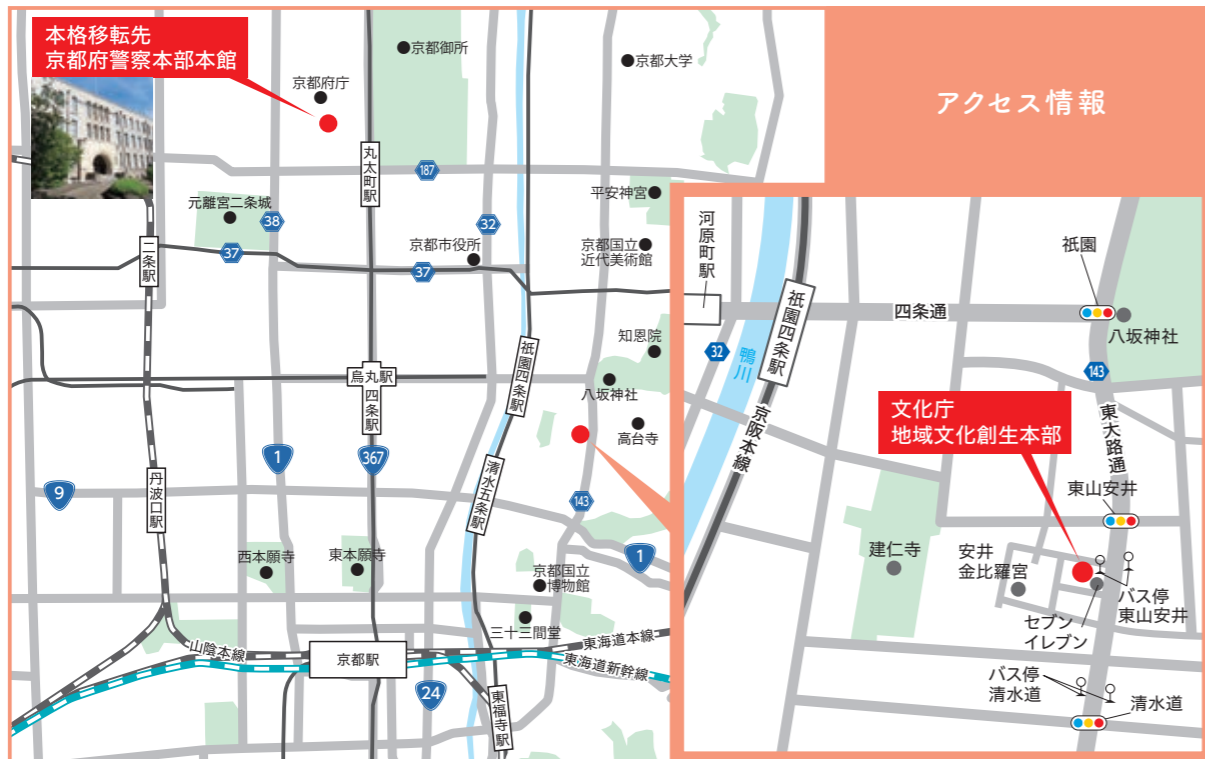 本格移転先
京都府警察本部本館
京都御所
京都大学
京都府庁
アクセス情報
丸太町駅
187
元離宮二条城
38
32
平安神宮
二条駅
37
京都市役所
37
京都国立
近代美術館
知恩院
祇園四条駅
烏丸駅
四条駅
八坂神社
高台寺
1
367
清水五条駅
9
丹波口駅
143
1
西本願寺
東本願寺
京都国立
博物館
三十三間堂
山陰本線
京都駅
東海道本線
東海道新幹線
24
東福寺駅
河原町駅
祇園
四条通
祇園四条駅
八坂神社
32
鴨川
143
京阪本線
文化庁
地域文化創生本部
東大路通
東山安井
建仁寺
安井
金比羅宮
バス停
東山安井
セブン
イレブン
バス停
清水道
清水道